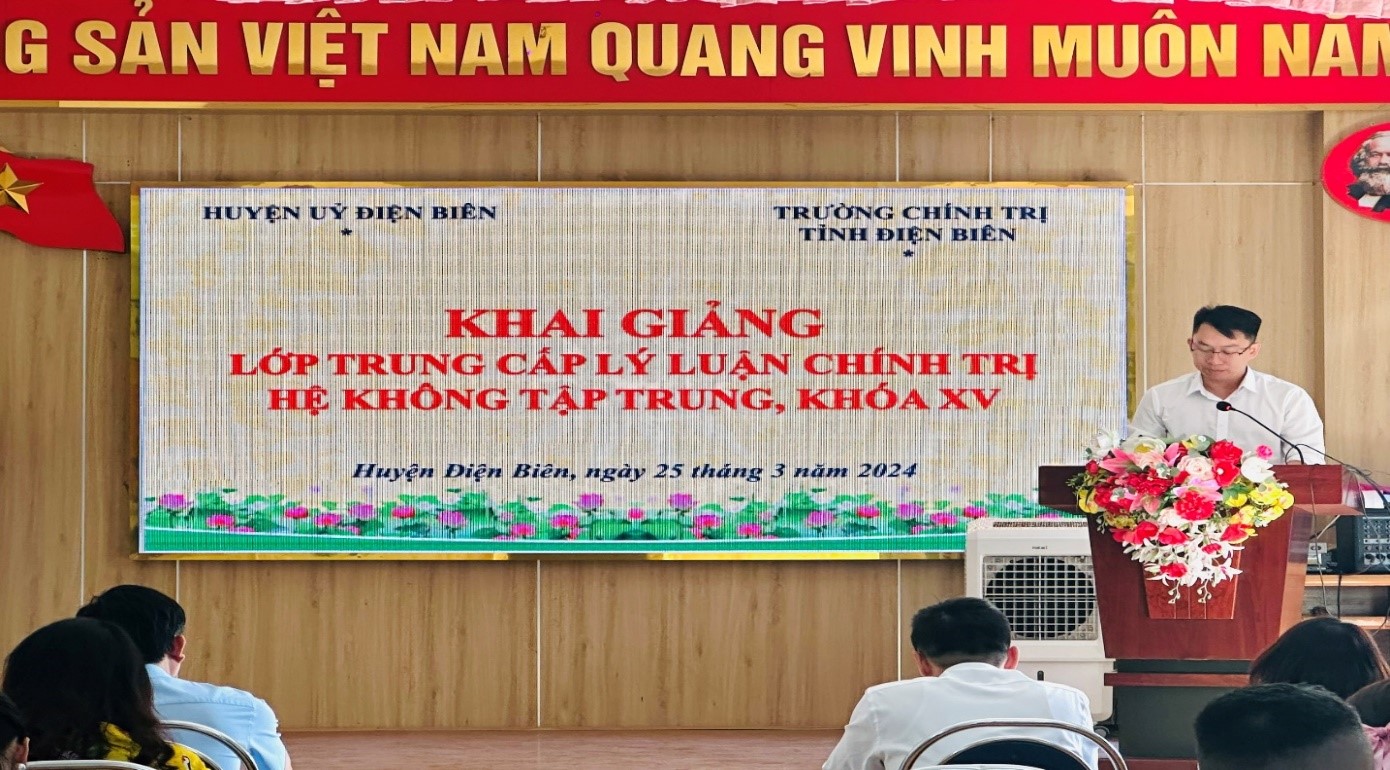 G SẢN VIỆT NAM QUANG VINH MUÔN NĂM
HUYỆN UỶ ĐIỆN BIÊN
*
TRƯỜNG CHÍNH TRỊ
TỈNH ĐIỆN BIÊN
*
KHAI GIẢNG
LỚP TRUNG CẤP LÝ LUẬN CHÍNH TRỊ
HỆ KHÔNG TẬP TRUNG, KHÓA XV
Huyện Điện Biên, ngày 25 tháng 3 năm 2024